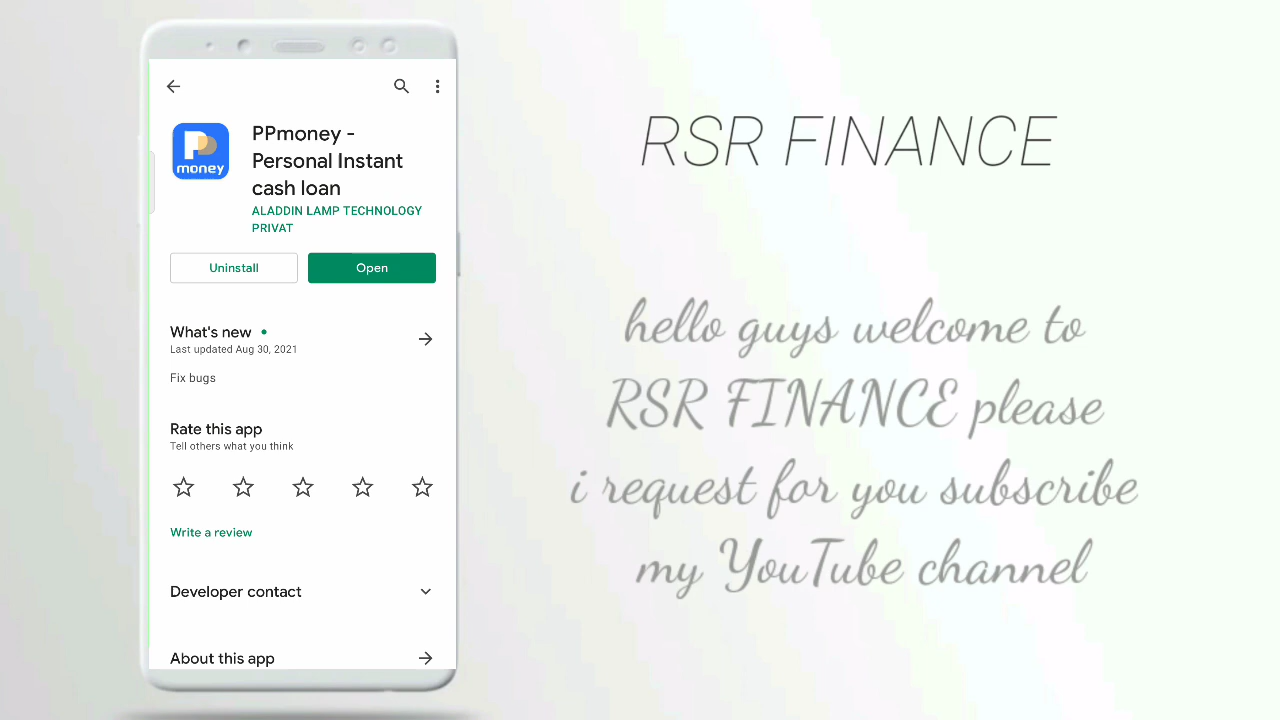 PPmoney -
Personal Instant
cash loan
ALADDIN LAMP TECHNOLOGY
PRIVAT
money
Uninstall
Open
What's new
Last updated Aug 30, 2021
Fix bugs
Rate this app
Tell others what you think
Write a review
Developer contact
About this app
RSR FINANCE
hello guys welcome to
RSR FINANCE please
i request for you subscribe
my YouTube channel